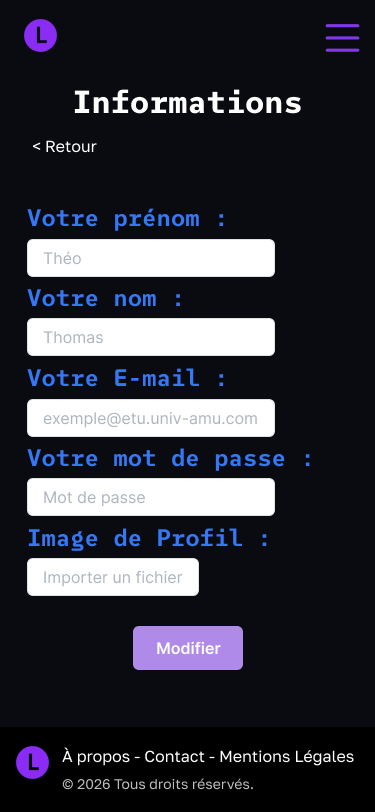 L
Informations
< Retour
Votre prénom :
Théo
Votre nom :
Thomas
Votre E-mail :
exemple@etu.univ-amu.com
Votre mot de passe :
Mot de passe
Image de Profil :
Importer un fichier
Modifier
L
À propos - Contact - Mentions Légales
© 2026 Tous droits réservés.